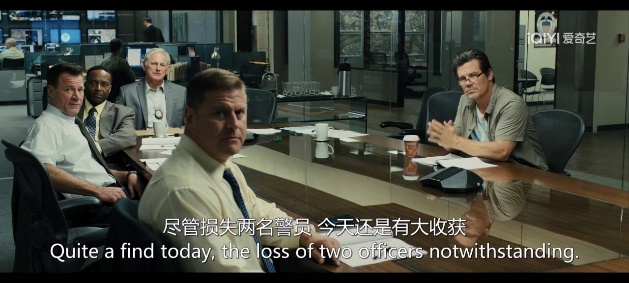 iQIYI 爱奇艺
尽管损失两名警员 今天还是有大收获
Quite a find today, the loss of two officers notwithstanding.